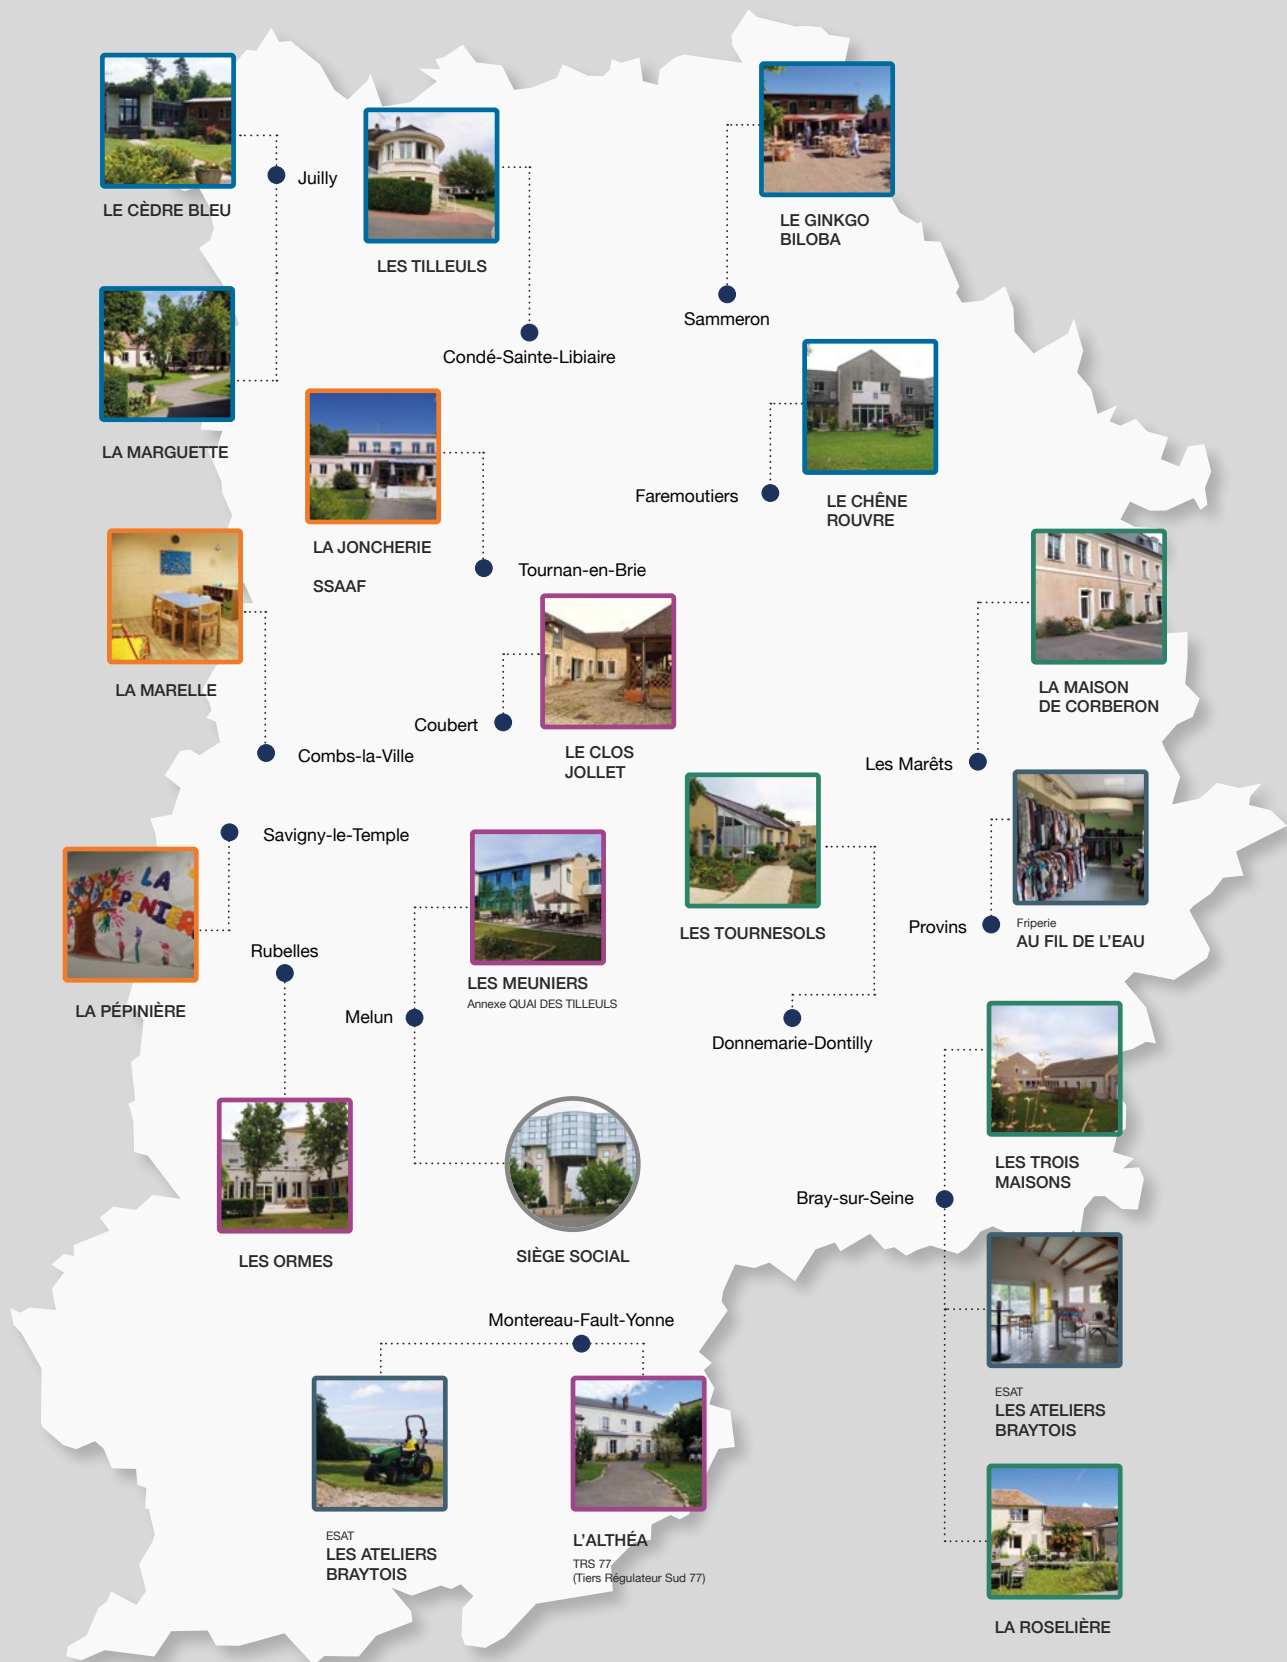 Juilly
LE CÈDRE BLEU
LES TILLEULS
LE GINKGO
BILOBA
Sammeron
Condé-Sainte-Libiaire
LA MARGUETTE
Faremoutiers
LE CHÊNE
ROUVRE
LA JONCHERIE
SSAAF
Tournan-en-Brie
LA MARELLE
LA MAISON
DE CORBERON
Coubert
LE CLOS
JOLLET
Combs-la-Ville
Les Marêts
Savigny-le-Temple
LA
PÉPINIÈR
LA PÉPINIÈRE
Rubelles
LES MEUNIERS
Annexe QUAI DES TILLEULS
Melun
LES TOURNESOLS
Provins
Friperie
AU FIL DE L'EAU
Donnemarie-Dontilly
LES TROIS
MAISONS
Bray-sur-Seine
LES ORMES
SIÈGE SOCIAL
Montereau-Fault-Yonne
ESAT
LES ATELIERS
BRAYTOIS
ESAT
LES ATELIERS
BRAYTOIS
L'ALTHÉA
TRS 77
(Tiers Régulateur Sud 77)
LA ROSELIÈRE